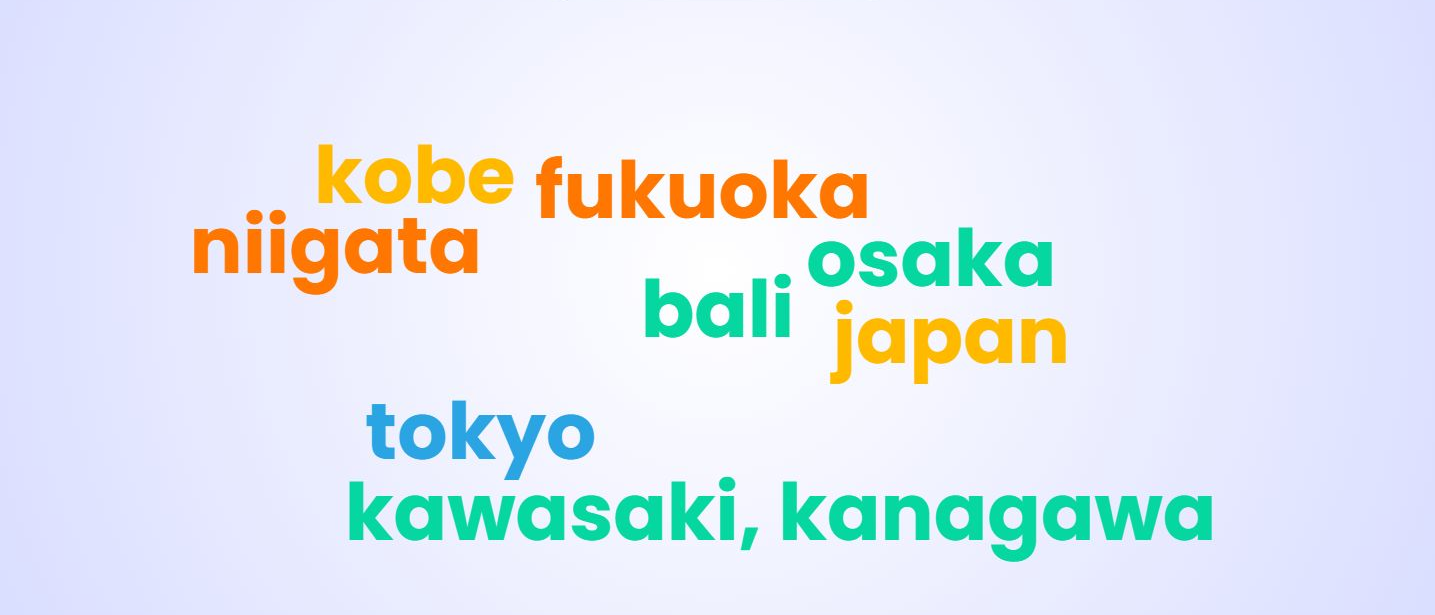 kobe
fukuoka
niigata
osaka
bali
japan
tokyo
kawasaki, kanagawa